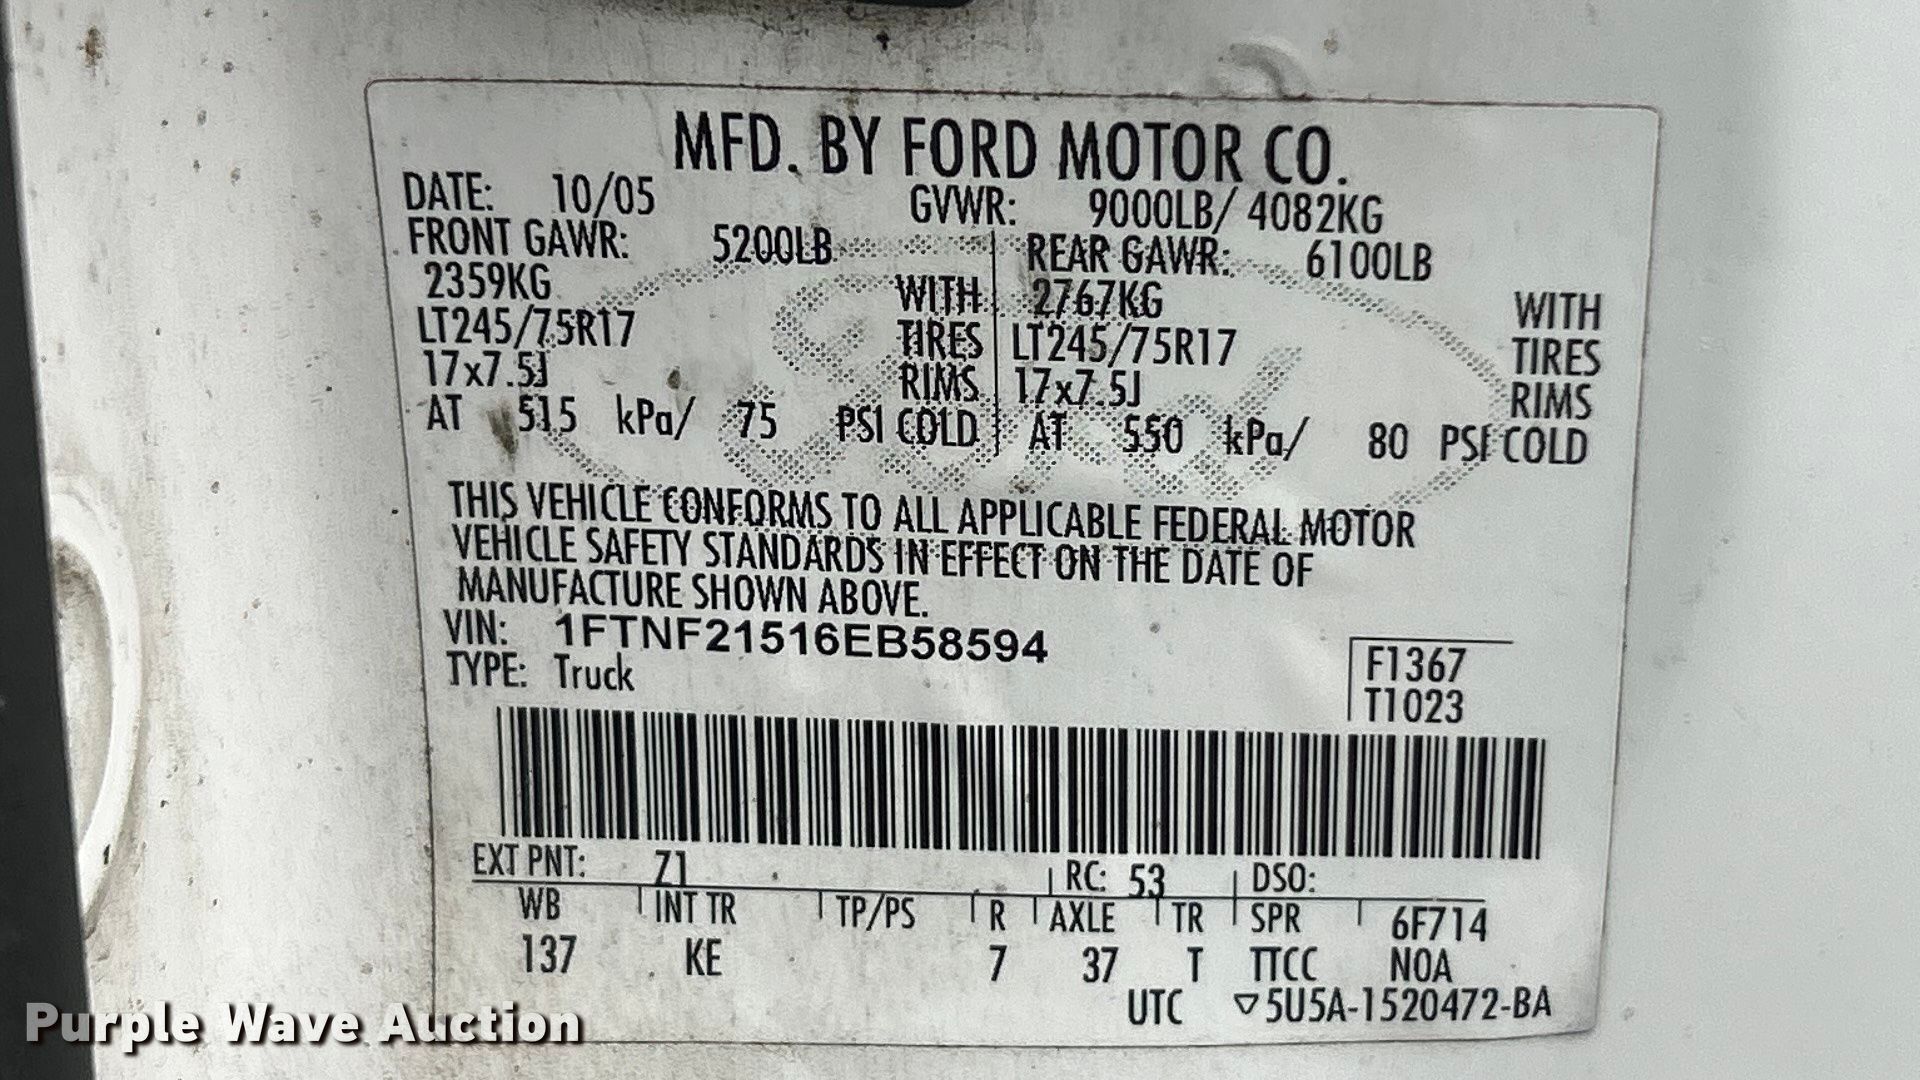 MFD. BY FORD MOTOR CO.
DATE: 10/05 GVWR: 9000LB/ 4082KG
FRONT GAWR: 5200LB REAR GAWR: 6100LB
2359KG WITH 2767KG WITH
LT245/75R17 TIRES LT245/75R17 TIRES
17x7.5J RIMS 17x7.5J RIMS
AT 515 kPa/ 75 PSI COLD AT 550 kPa/ 80 PSI COLD
THIS VEHICLE CONFORMS TO ALL APPLICABLE FEDERAL MOTOR
VEHICLE SAFETY STANDARDS IN EFFECT ON THE DATE OF
MANUFACTURE SHOWN ABOVE.
VIN: 1FTNF21516EB58594
TYPE: Truck
F1367
T1023
EXT PNT: Z1 RC: 53 DSO:
WB INT TR TP/PS R AXLE TR SPR 6F714
137 KE 7 37 T TTCC NOA
UTC ▽5U5A-1520472-BA
Ford
Purple Wave Auction